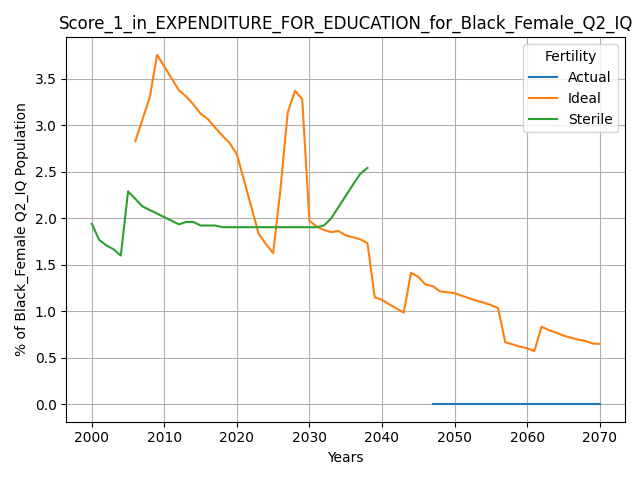 Score_1_in_EXPENDITURE_FOR_EDUCATION_for_Black_Female_Q2_IQ
Fertility
Actual
Ideal
Sterile
% of Black_Female Q2_IQ Population
3.5
3.0
2.5
2.0
1.5
1.0
0.5
0.0
2000 2010 2020 2030 2040 2050 2060 2070
Years